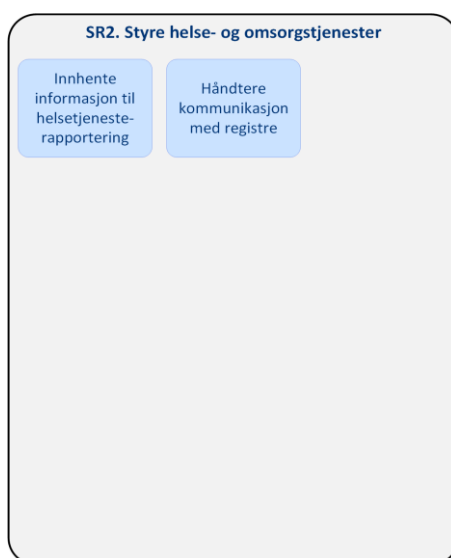 SR2. Styre helse- og omsorgstjenester
Innhente
informasjon til
helsetjeneste-
rapportering
Håndtere
kommunikasjon
med registre